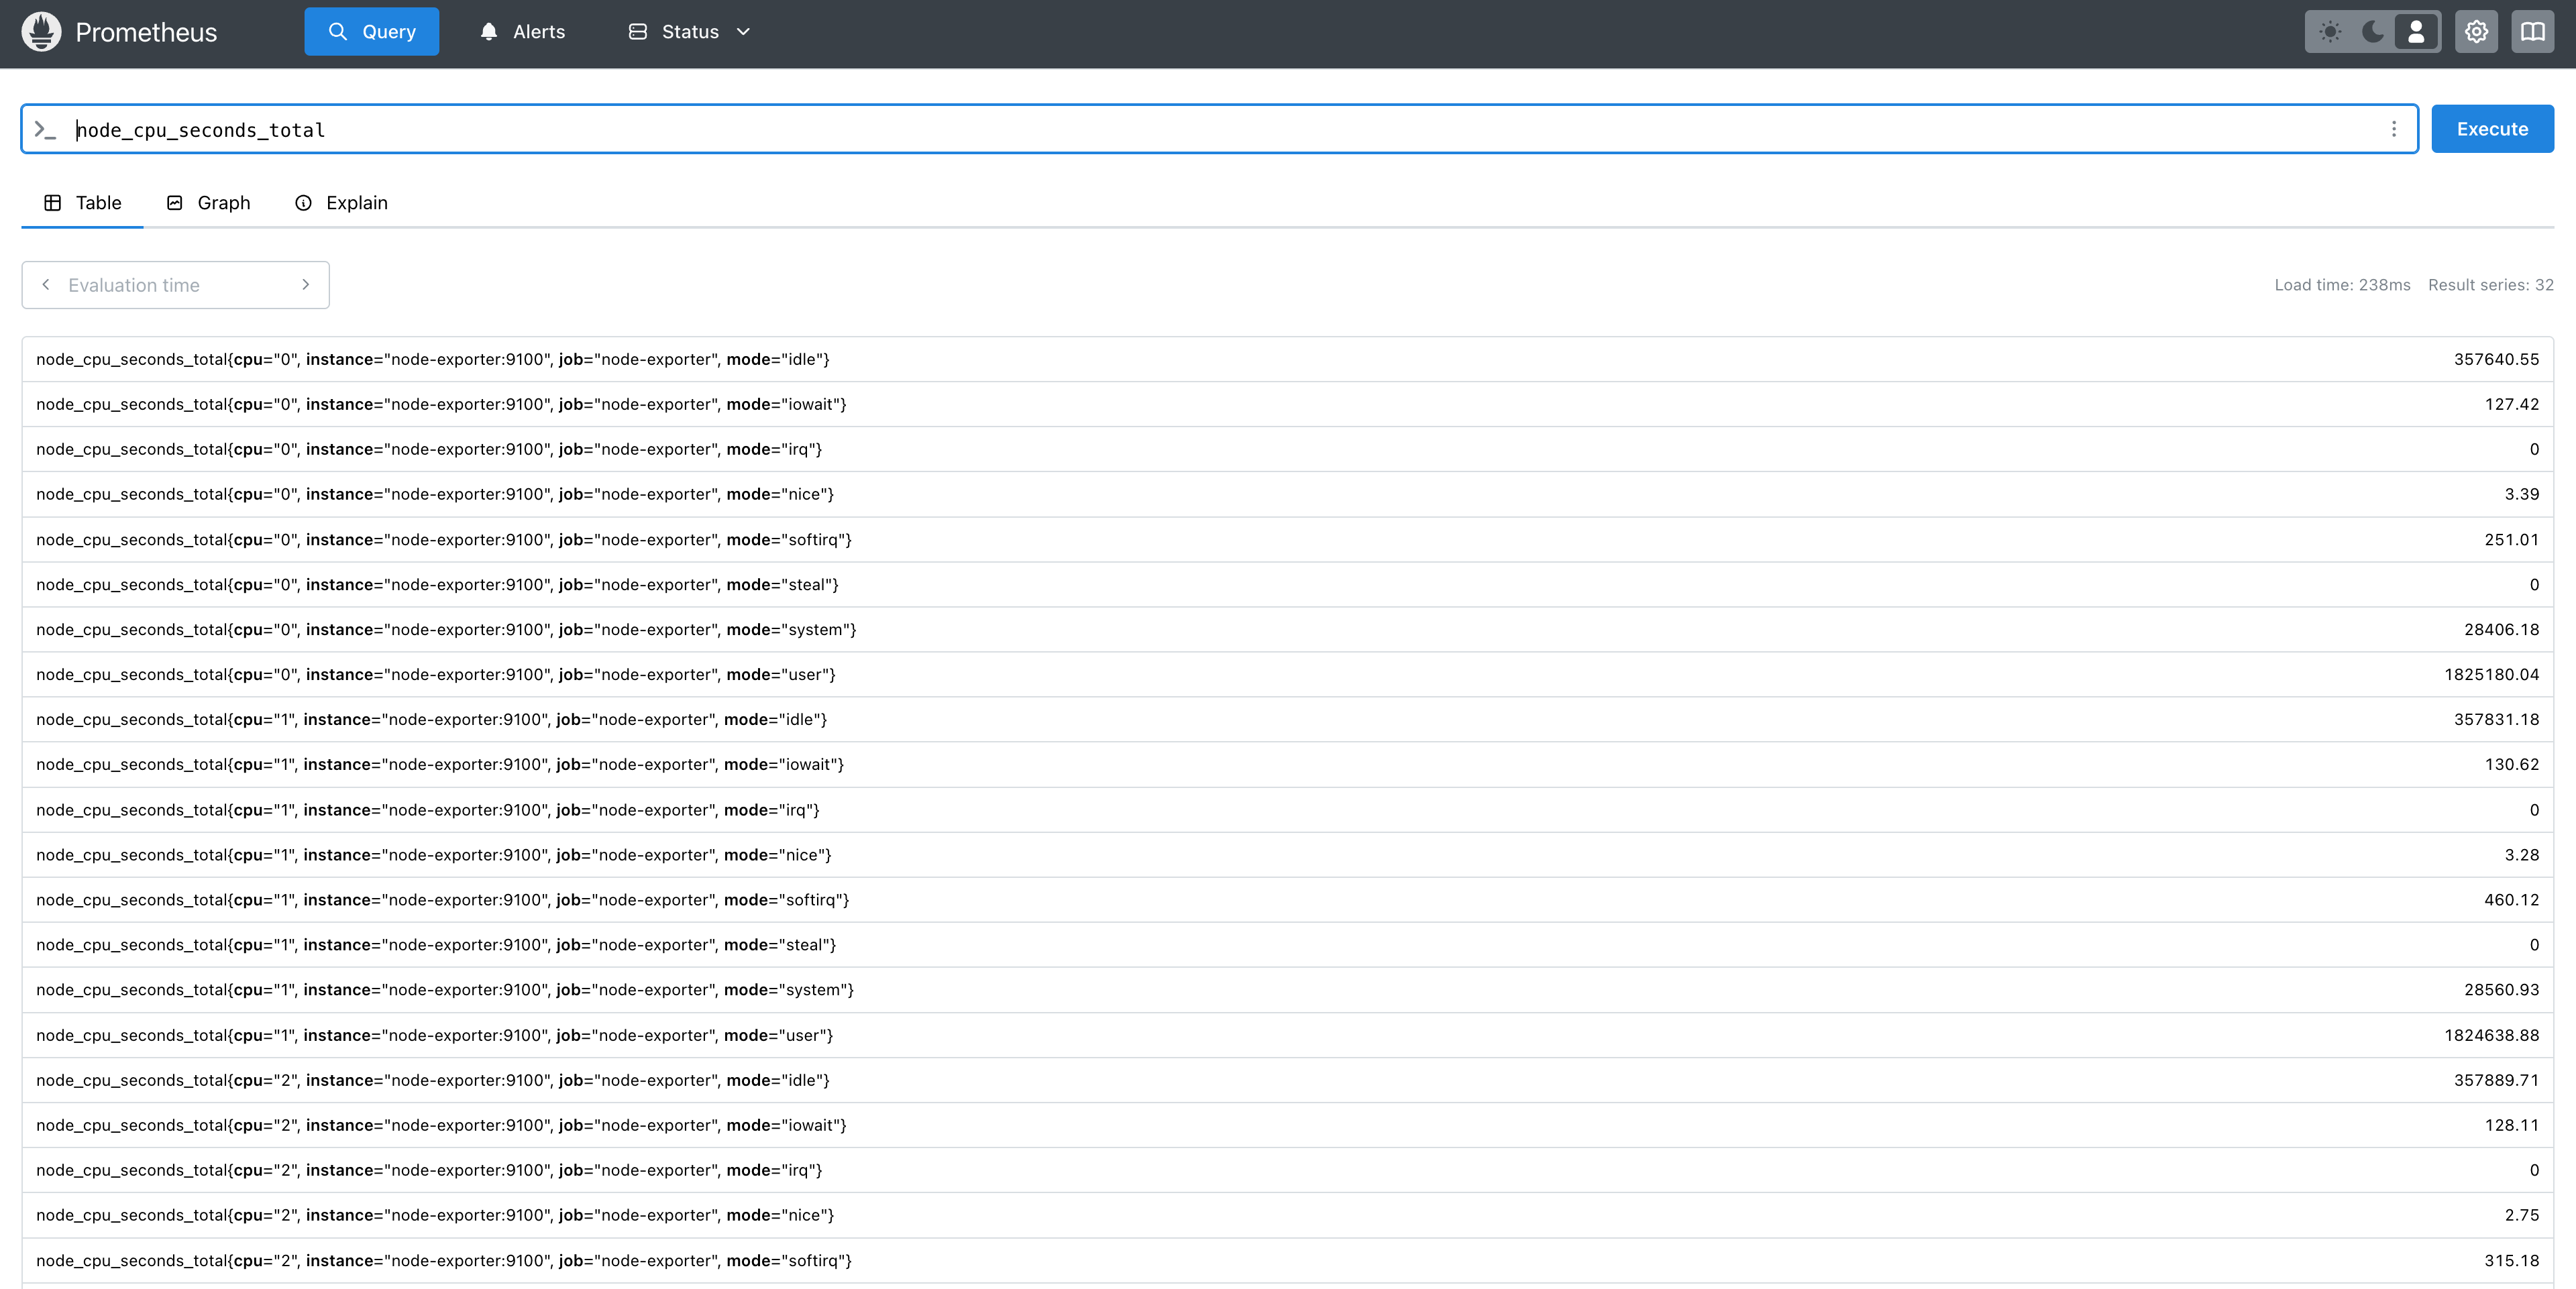 Prometheus Query Alerts Status
node_cpu_seconds_total Execute
Table Graph Explain
Evaluation time Load time: 238ms Result series: 32
node_cpu_seconds_total{cpu="0", instance="node-exporter:9100", job="node-exporter", mode="idle"} 357640.55
node_cpu_seconds_total{cpu="0", instance="node-exporter:9100", job="node-exporter", mode="iowait"} 127.42
node_cpu_seconds_total{cpu="0", instance="node-exporter:9100", job="node-exporter", mode="irq"} 0
node_cpu_seconds_total{cpu="0", instance="node-exporter:9100", job="node-exporter", mode="nice"} 3.39
node_cpu_seconds_total{cpu="0", instance="node-exporter:9100", job="node-exporter", mode="softirq"} 251.01
node_cpu_seconds_total{cpu="0", instance="node-exporter:9100", job="node-exporter", mode="steal"} 0
node_cpu_seconds_total{cpu="0", instance="node-exporter:9100", job="node-exporter", mode="system"} 28406.18
node_cpu_seconds_total{cpu="0", instance="node-exporter:9100", job="node-exporter", mode="user"} 1825180.04
node_cpu_seconds_total{cpu="1", instance="node-exporter:9100", job="node-exporter", mode="idle"} 357831.18
node_cpu_seconds_total{cpu="1", instance="node-exporter:9100", job="node-exporter", mode="iowait"} 130.62
node_cpu_seconds_total{cpu="1", instance="node-exporter:9100", job="node-exporter", mode="irq"} 0
node_cpu_seconds_total{cpu="1", instance="node-exporter:9100", job="node-exporter", mode="nice"} 3.28
node_cpu_seconds_total{cpu="1", instance="node-exporter:9100", job="node-exporter", mode="softirq"} 460.12
node_cpu_seconds_total{cpu="1", instance="node-exporter:9100", job="node-exporter", mode="steal"} 0
node_cpu_seconds_total{cpu="1", instance="node-exporter:9100", job="node-exporter", mode="system"} 28560.93
node_cpu_seconds_total{cpu="1", instance="node-exporter:9100", job="node-exporter", mode="user"} 1824638.88
node_cpu_seconds_total{cpu="2", instance="node-exporter:9100", job="node-exporter", mode="idle"} 357889.71
node_cpu_seconds_total{cpu="2", instance="node-exporter:9100", job="node-exporter", mode="iowait"} 128.11
node_cpu_seconds_total{cpu="2", instance="node-exporter:9100", job="node-exporter", mode="irq"} 0
node_cpu_seconds_total{cpu="2", instance="node-exporter:9100", job="node-exporter", mode="nice"} 2.75
node_cpu_seconds_total{cpu="2", instance="node-exporter:9100", job="node-exporter", mode="softirq"} 315.18